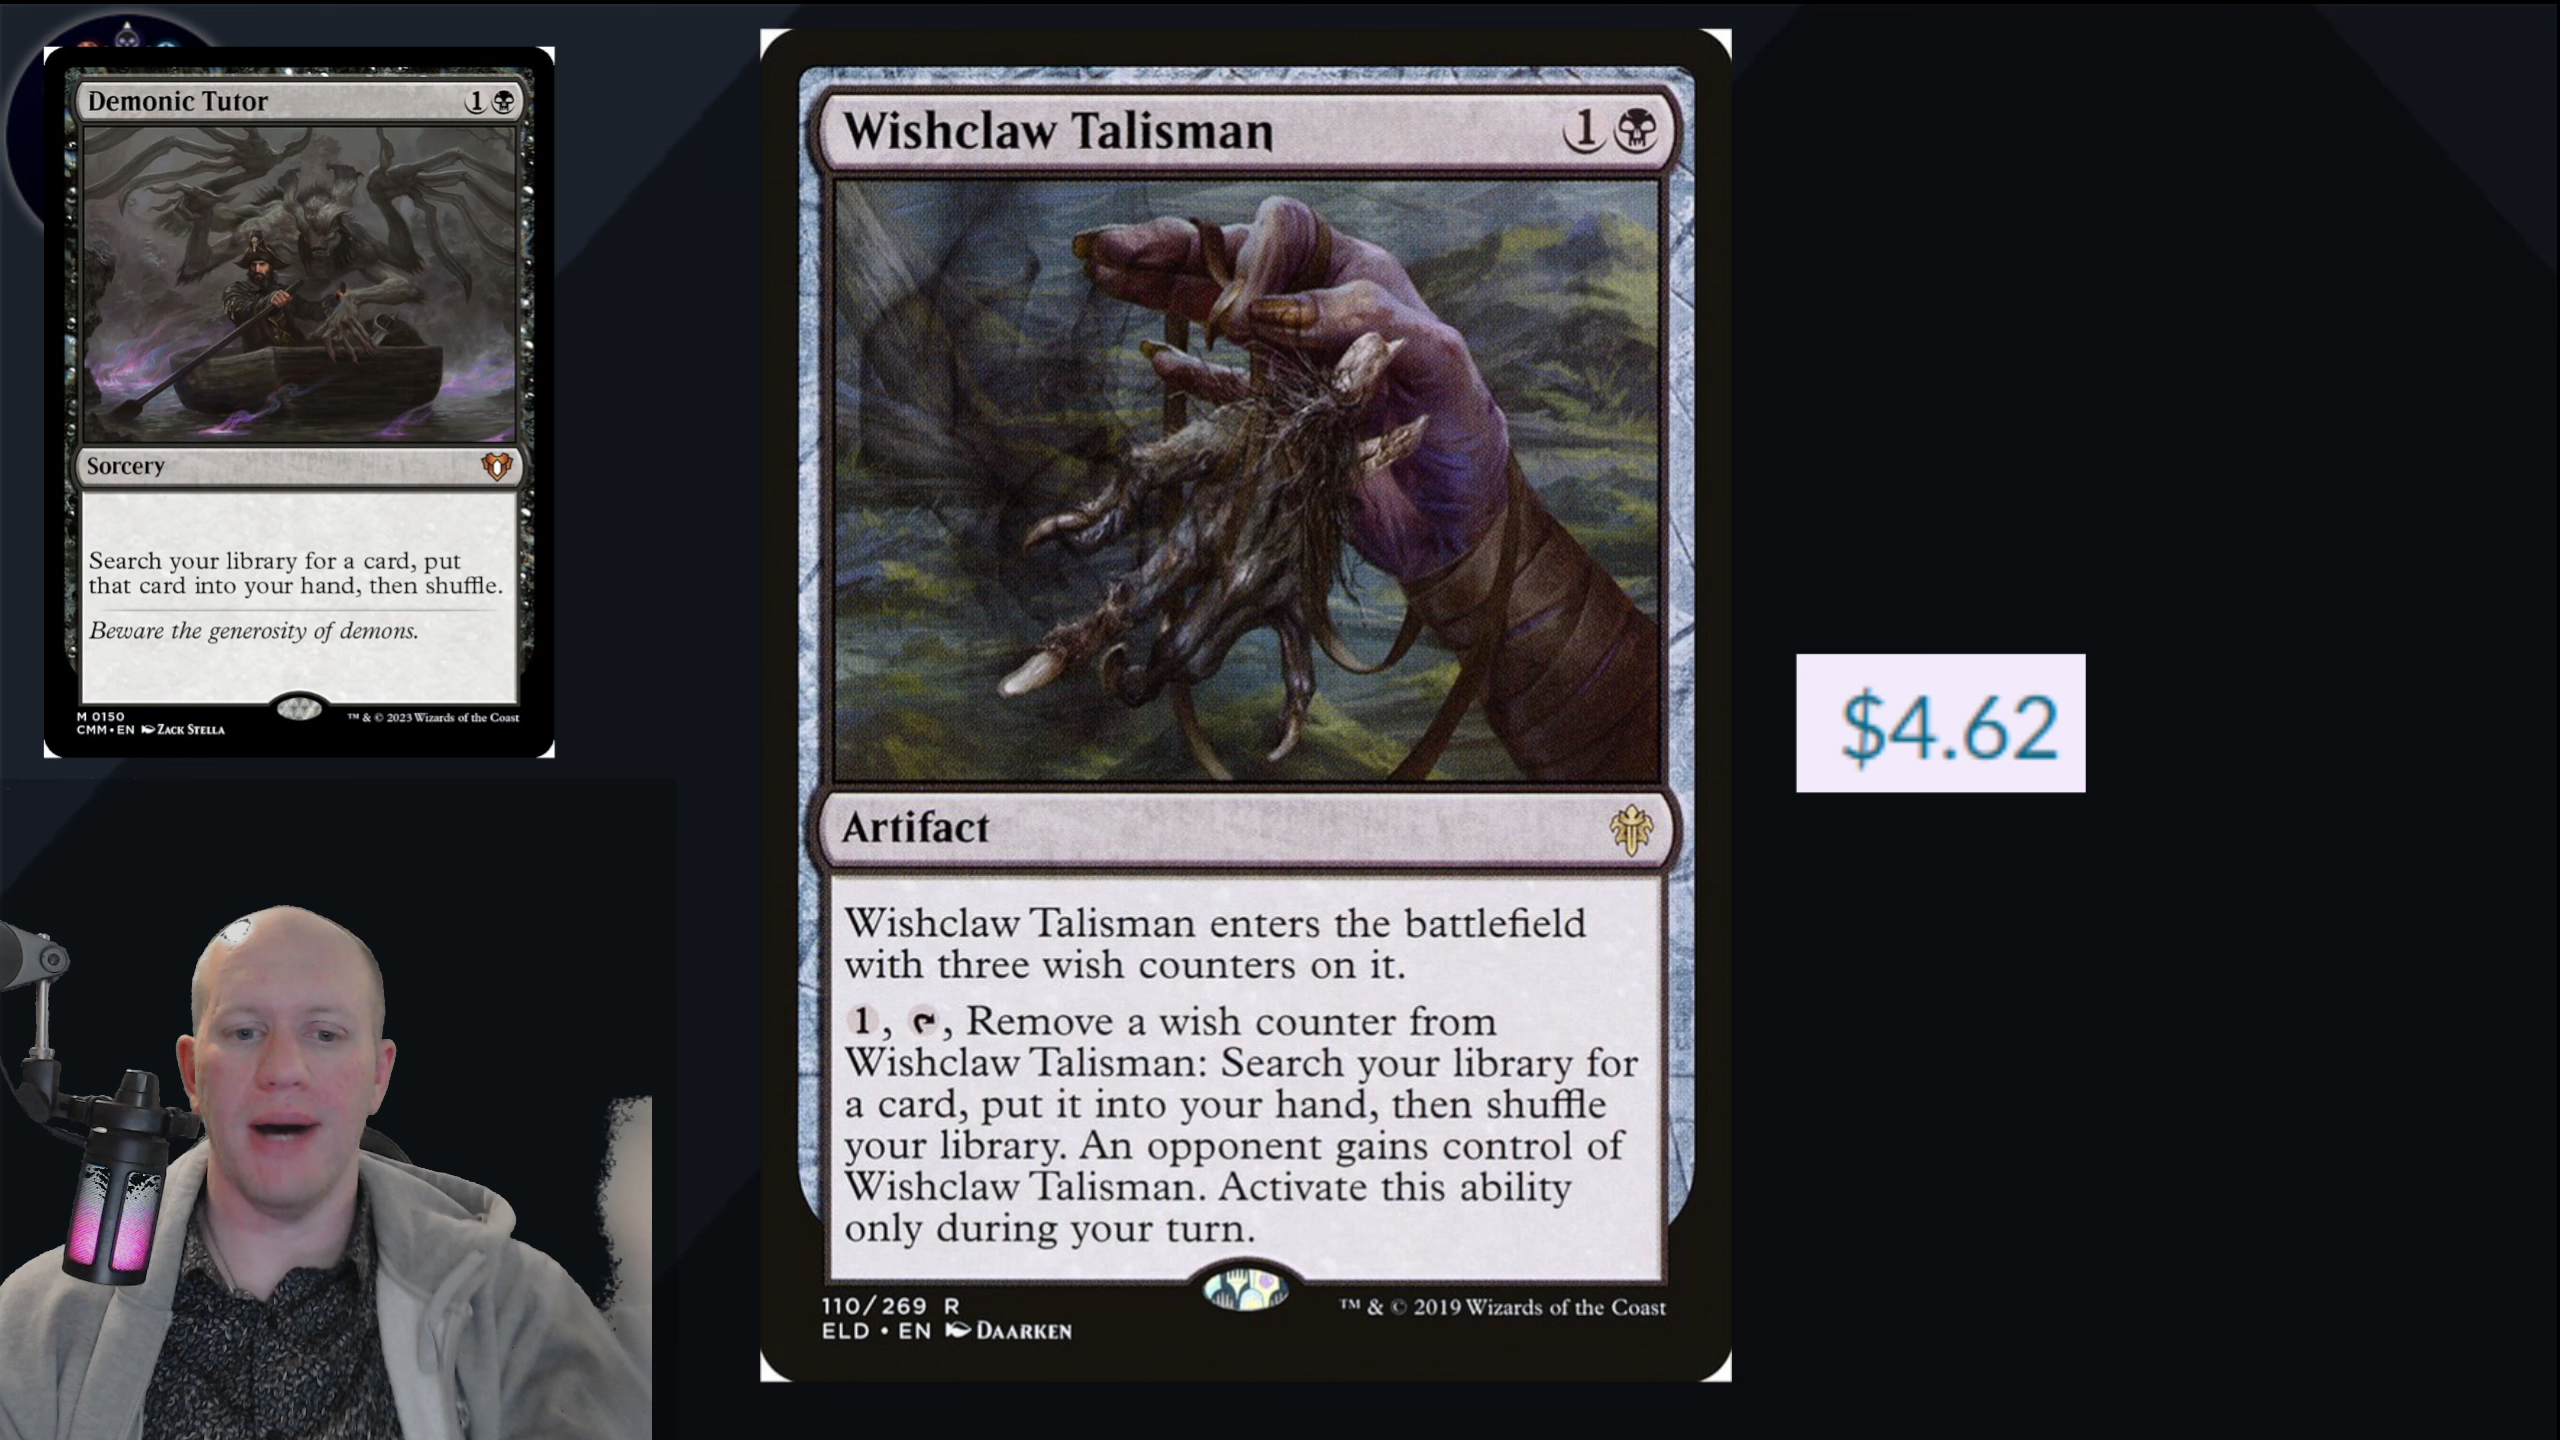 Demonic Tutor 1
Sorcery
Search your library for a card, put
that card into your hand, then shuffle.
Beware the generosity of demons.
M 0150
CMM • EN ZACK STELLA
™ & © 2023 Wizards of the Coast
Wishclaw Talisman 1
Artifact
Wishclaw Talisman enters the battlefield
with three wish counters on it.
1, , Remove a wish counter from
Wishclaw Talisman: Search your library for
a card, put it into your hand, then shuffle
your library. An opponent gains control of
Wishclaw Talisman. Activate this ability
only during your turn.
110/269 R
ELD • EN DAARKEN
™ & © 2019 Wizards of the Coast
$4.62